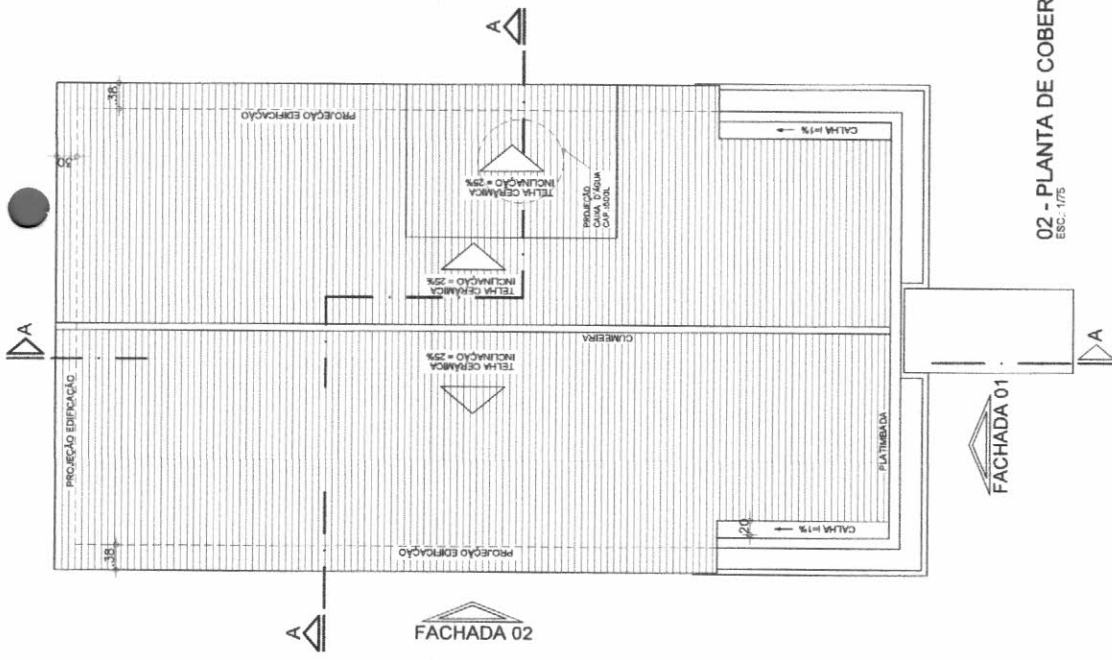 A
A
.38
PROJEÇÃO EDIFICAÇÃO
.50
TELHA CERÂMICA
INCLINAÇÃO = 25%
PROJEÇÃO
CAIXA D'ÁGUA
TELHA CERÂMICA
INCLINAÇÃO = 25%
CALHA i=1%
CUMEEIRA
PROJEÇÃO EDIFICAÇÃO
TELHA CERÂMICA
INCLINAÇÃO = 25%
PLATIMBADA
A
.38
PROJEÇÃO EDIFICAÇÃO
.20
CALHA i=1%
A
FACHADA 01
FACHADA 02
02 - PLANTA DE COBER
ESC.: 1/75